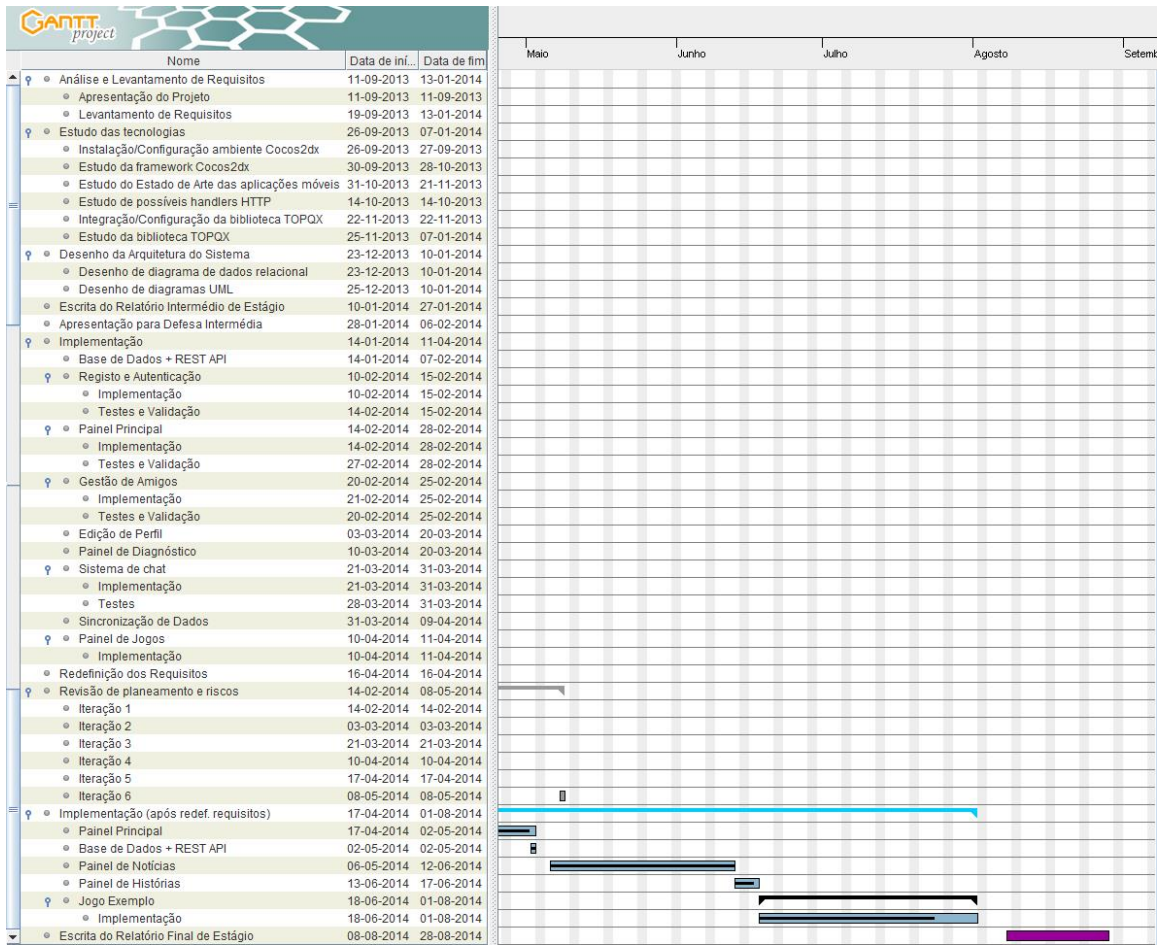 GANTT
project
Maio Junho Julho Agosto Setemb
Nome Data de iní... Data de fim
Análise e Levantamento de Requisitos 11-09-2013 13-01-2014
Apresentação do Projeto 11-09-2013 11-09-2013
Levantamento de Requisitos 19-09-2013 13-01-2014
Estudo das tecnologias 26-09-2013 07-01-2014
Instalação/Configuração ambiente Cocos2dx 26-09-2013 27-09-2013
Estudo da framework Cocos2dx 30-09-2013 28-10-2013
Estudo do Estado de Arte das aplicações móveis 31-10-2013 21-11-2013
Estudo de possíveis handlers HTTP 14-10-2013 14-10-2013
Integração/Configuração da biblioteca TOPQX 22-11-2013 22-11-2013
Estudo da biblioteca TOPQX 25-11-2013 07-01-2014
Desenho da Arquitetura do Sistema 23-12-2013 10-01-2014
Desenho de diagrama de dados relacional 23-12-2013 10-01-2014
Desenho de diagramas UML 25-12-2013 10-01-2014
Escrita do Relatório Intermédio de Estágio 10-01-2014 27-01-2014
Apresentação para Defesa Intermédia 28-01-2014 06-02-2014
Implementação 14-01-2014 11-04-2014
Base de Dados + REST API 14-01-2014 07-02-2014
Registo e Autenticação 10-02-2014 15-02-2014
Implementação 10-02-2014 15-02-2014
Testes e Validação 14-02-2014 15-02-2014
Painel Principal 14-02-2014 28-02-2014
Implementação 14-02-2014 28-02-2014
Testes e Validação 27-02-2014 28-02-2014
Gestão de Amigos 20-02-2014 25-02-2014
Implementação 21-02-2014 25-02-2014
Testes e Validação 20-02-2014 25-02-2014
Edição de Perfil 03-03-2014 20-03-2014
Painel de Diagnóstico 10-03-2014 20-03-2014
Sistema de chat 21-03-2014 31-03-2014
Implementação 21-03-2014 31-03-2014
Testes 28-03-2014 31-03-2014
Sincronização de Dados 31-03-2014 09-04-2014
Painel de Jogos 10-04-2014 11-04-2014
Implementação 10-04-2014 11-04-2014
Redefinição dos Requisitos 16-04-2014 16-04-2014
Revisão de planeamento e riscos 14-02-2014 08-05-2014
Iteração 1 14-02-2014 14-02-2014
Iteração 2 03-03-2014 03-03-2014
Iteração 3 21-03-2014 21-03-2014
Iteração 4 10-04-2014 10-04-2014
Iteração 5 17-04-2014 17-04-2014
Iteração 6 08-05-2014 08-05-2014
Implementação (após redef. requisitos) 17-04-2014 01-08-2014
Painel Principal 17-04-2014 02-05-2014
Base de Dados + REST API 02-05-2014 02-05-2014
Painel de Notícias 06-05-2014 12-06-2014
Painel de Histórias 13-06-2014 17-06-2014
Jogo Exemplo 18-06-2014 01-08-2014
Implementação 18-06-2014 01-08-2014
Escrita do Relatório Final de Estágio 08-08-2014 28-08-2014